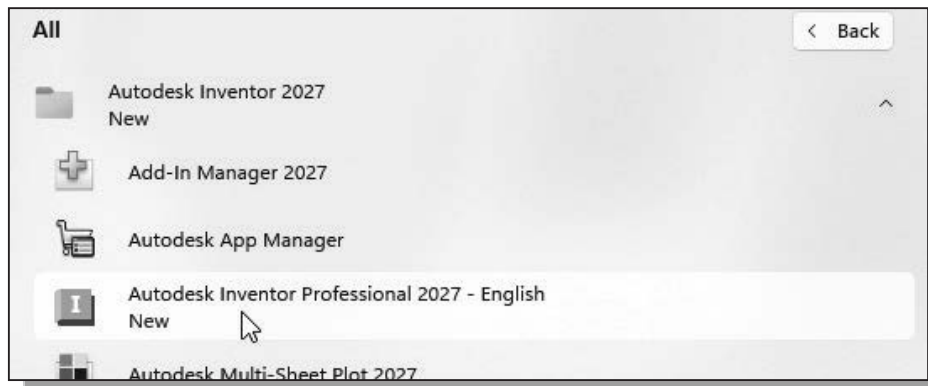 All
< Back
Autodesk Inventor 2027
New
Add-In Manager 2027
Autodesk App Manager
I
Autodesk Inventor Professional 2027 - English
New
Autodesk Multi-Sheet Plot 2027